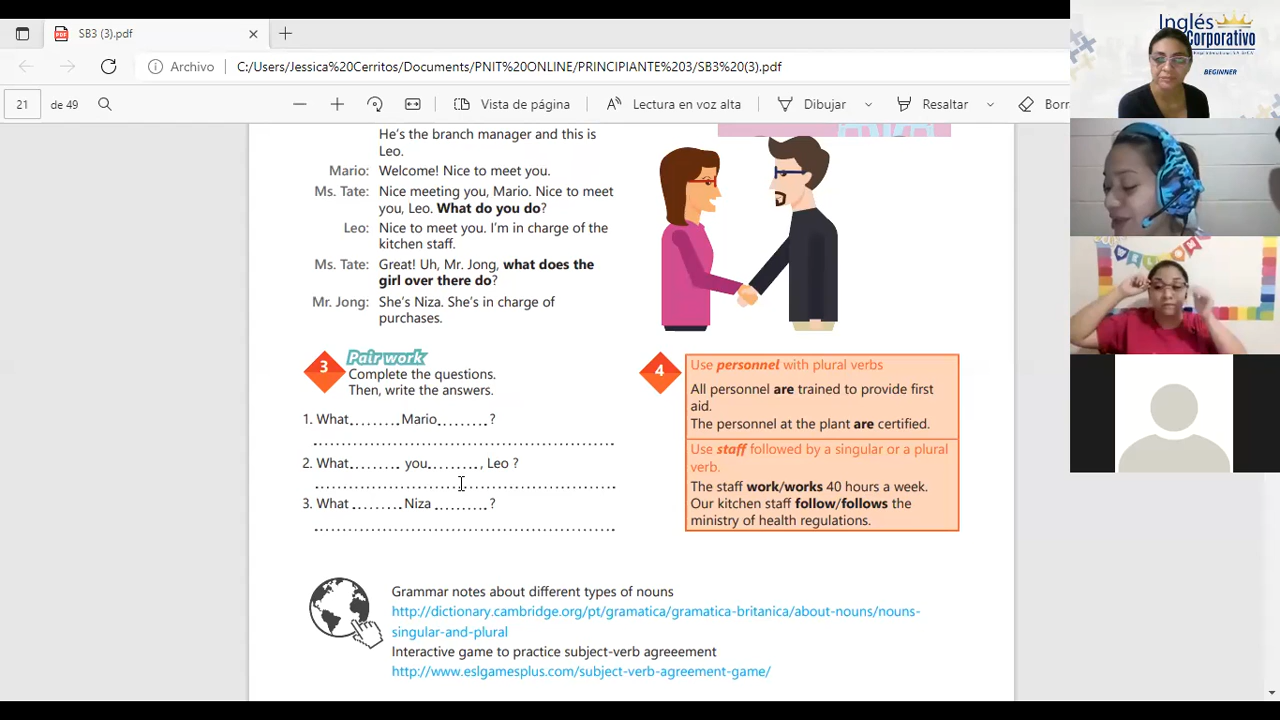 SB3 (3).pdf
Archivo
C:/Users/Jessica%20Cerritos/Documents/PNL%20ONLINE/PRINCIPIANTE%203/SB3%20(3).pdf
21 de 49
Vista de página
Lectura en voz alta
Dibujar
Resaltar
Inglés
Corporativo
BEGINNER
He's the branch manager and this is
Leo.
Mario: Welcome! Nice to meet you.
Ms. Tate: Nice meeting you, Mario. Nice to meet
you, Leo. What do you do?
Leo: Nice to meet you. I'm in charge of the
kitchen staff.
Ms. Tate: Great! Uh, Mr. Jong, what does the
girl over there do?
Mr. Jong: She's Niza. She's in charge of
purchases.
3 Pair work
Complete the questions.
Then, write the answers.
1. What........Mario.........?
2. What........ you........., Leo ?
3. What ........Niza .........?
4
Use personnel with plural verbs
All personnel are trained to provide first
aid.
The personnel at the plant are certified.
Use staff followed by a singular or a plural
verb.
The staff work/works 40 hours a week.
Our kitchen staff follow/follows the
ministry of health regulations.
Grammar notes about different types of nouns
http://dictionary.cambridge.org/pt/gramatica/gramatica-britanica/about-nouns/nouns-
singular-and-plural
Interactive game to practice subject-verb agreeement
http://www.eslgamesplus.com/subject-verb-agreement-game/